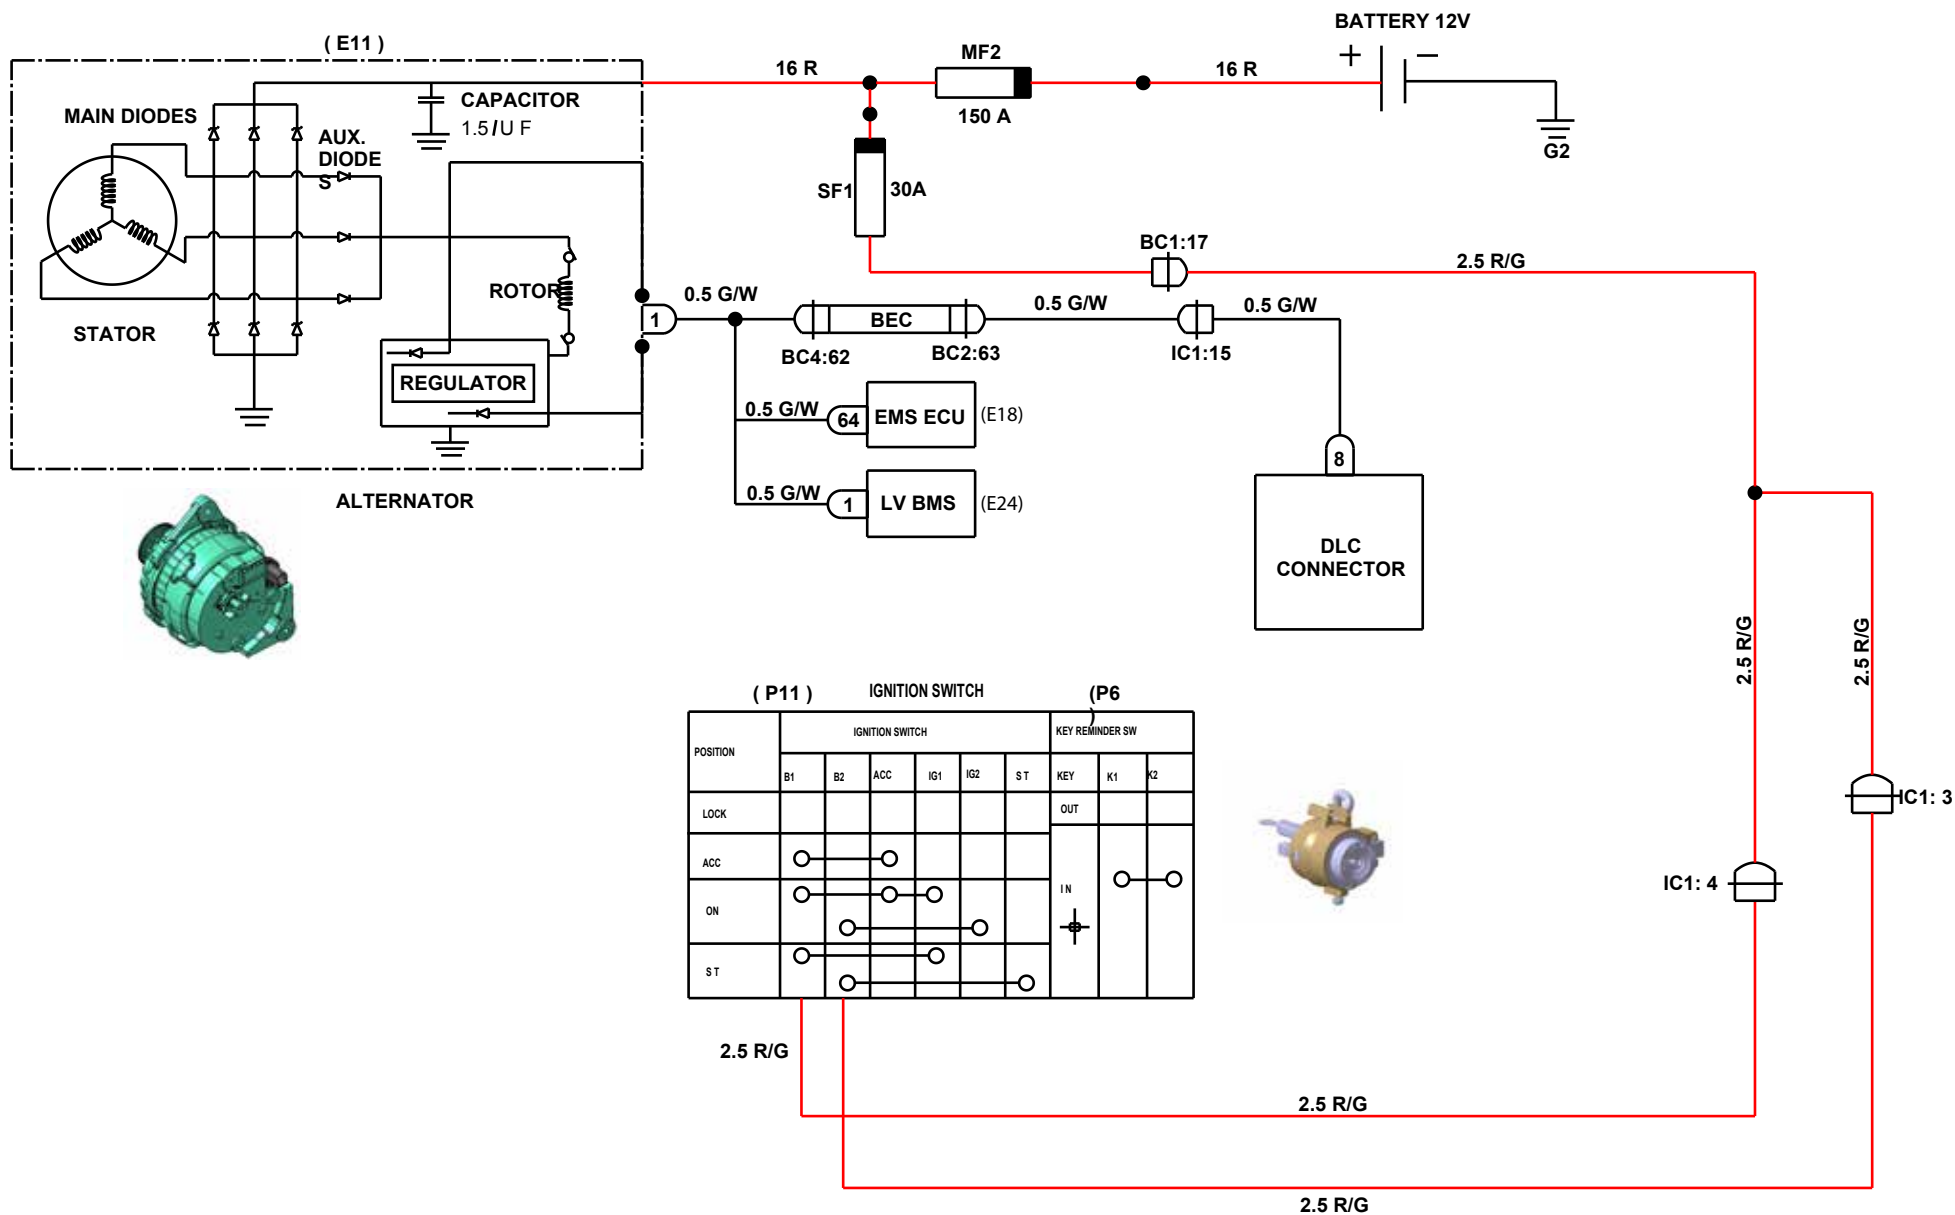 BATTERY 12V
( E11 )
MF2
16 R
16 R
+ –
150 A
G2
MAIN DIODES
CAPACITOR
1.5/U F
AUX.
DIODE
S
SF1
30A
BC1:17
2.5 R/G
STATOR
ROTOR
1
0.5 G/W
BEC
0.5 G/W
0.5 G/W
BC4:62
BC2:63
IC1:15
REGULATOR
0.5 G/W
64
EMS ECU
(E18)
0.5 G/W
1
LV BMS
(E24)
8
DLC
CONNECTOR
ALTERNATOR
2.5 R/G
2.5 R/G
( P11 )
IGNITION SWITCH
(P6
)
POSITION
IGNITION SWITCH
KEY REMINDER SW
B1 B2 ACC IG1 IG2 S T KEY K1 K2
LOCK
OUT
ACC
ON
I N
S T
IC1: 3
IC1: 4
2.5 R/G
2.5 R/G
2.5 R/G